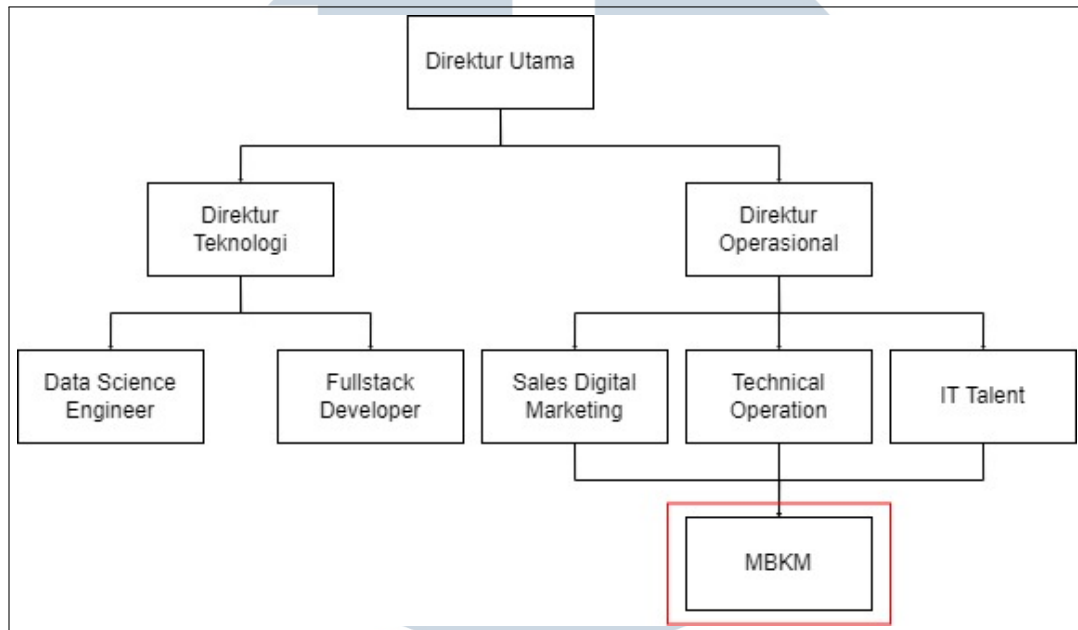 Direktur Utama
Direktur
Teknologi
Direktur
Operasional
Data Science
Engineer
Fullstack
Developer
Sales Digital
Marketing
Technical
Operation
IT Talent
MBKM